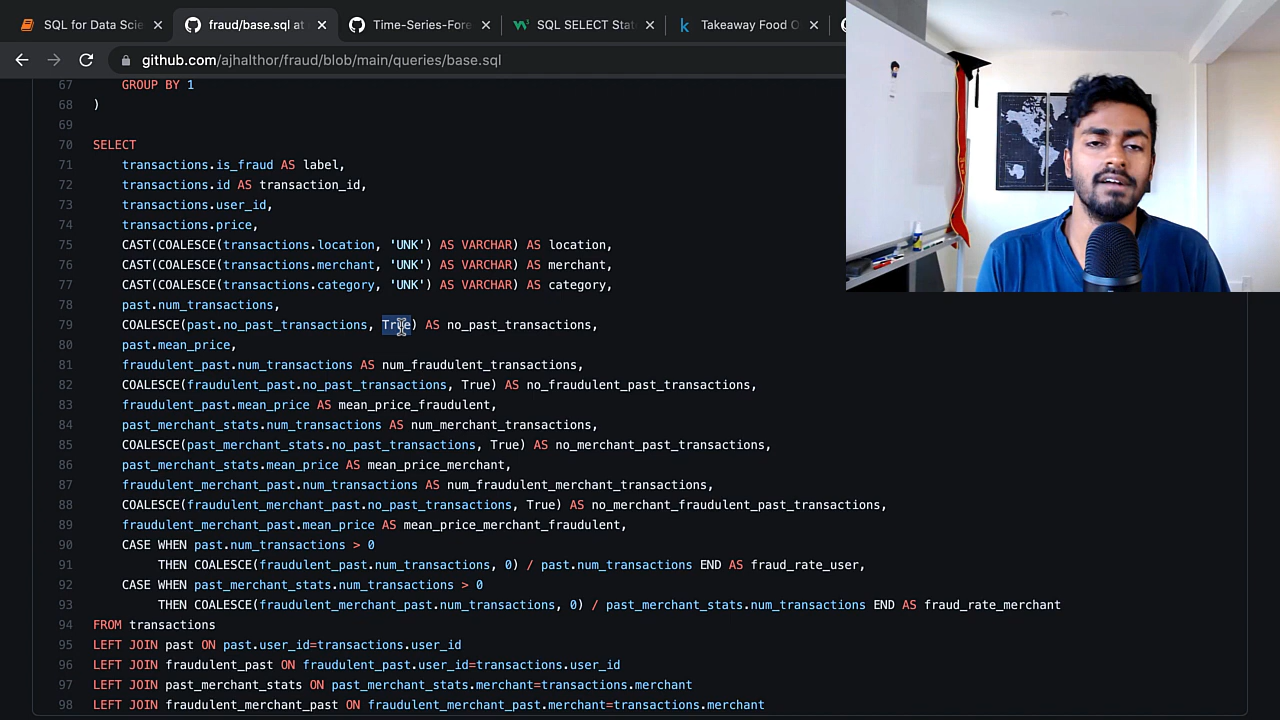 SQL for Data Scie
fraud/base.sql at
Time-Series-Fore
SQL SELECT State
Takeaway Food O
github.com/ajhalthor/fraud/blob/main/queries/base.sql
67 GROUP BY 1
68 )
69
70 SELECT
71 transactions.is_fraud AS label,
72 transactions.id AS transaction_id,
73 transactions.user_id,
74 transactions.price,
75 CAST(COALESCE(transactions.location, 'UNK') AS VARCHAR) AS location,
76 CAST(COALESCE(transactions.merchant, 'UNK') AS VARCHAR) AS merchant,
77 CAST(COALESCE(transactions.category, 'UNK') AS VARCHAR) AS category,
78 past.num_transactions,
79 COALESCE(past.no_past_transactions, True) AS no_past_transactions,
80 past.mean_price,
81 fraudulent_past.num_transactions AS num_fraudulent_transactions,
82 COALESCE(fraudulent_past.no_past_transactions, True) AS no_fraudulent_past_transactions,
83 fraudulent_past.mean_price AS mean_price_fraudulent,
84 past_merchant_stats.num_transactions AS num_merchant_transactions,
85 COALESCE(past_merchant_stats.no_past_transactions, True) AS no_merchant_past_transactions,
86 past_merchant_stats.mean_price AS mean_price_merchant,
87 fraudulent_merchant_past.num_transactions AS num_fraudulent_merchant_transactions,
88 COALESCE(fraudulent_merchant_past.no_past_transactions, True) AS no_merchant_fraudulent_past_transactions,
89 fraudulent_merchant_past.mean_price AS mean_price_merchant_fraudulent,
90 CASE WHEN past.num_transactions > 0
91 THEN COALESCE(fraudulent_past.num_transactions, 0) / past.num_transactions END AS fraud_rate_user,
92 CASE WHEN past_merchant_stats.num_transactions > 0
93 THEN COALESCE(fraudulent_merchant_past.num_transactions, 0) / past_merchant_stats.num_transactions END AS fraud_rate_merchant
94 FROM transactions
95 LEFT JOIN past ON past.user_id=transactions.user_id
96 LEFT JOIN fraudulent_past ON fraudulent_past.user_id=transactions.user_id
97 LEFT JOIN past_merchant_stats ON past_merchant_stats.merchant=transactions.merchant
98 LEFT JOIN fraudulent_merchant_past ON fraudulent_merchant_past.merchant=transactions.merchant